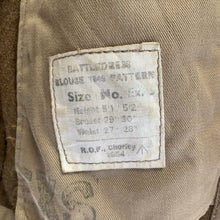 BATTLEDRESS
BLOUSE 1949 PATTERN
Size No.
Height 5'1 5'2
Breast 29" 30"
Waist 27" 28"
R.O.F., Chorley
1954